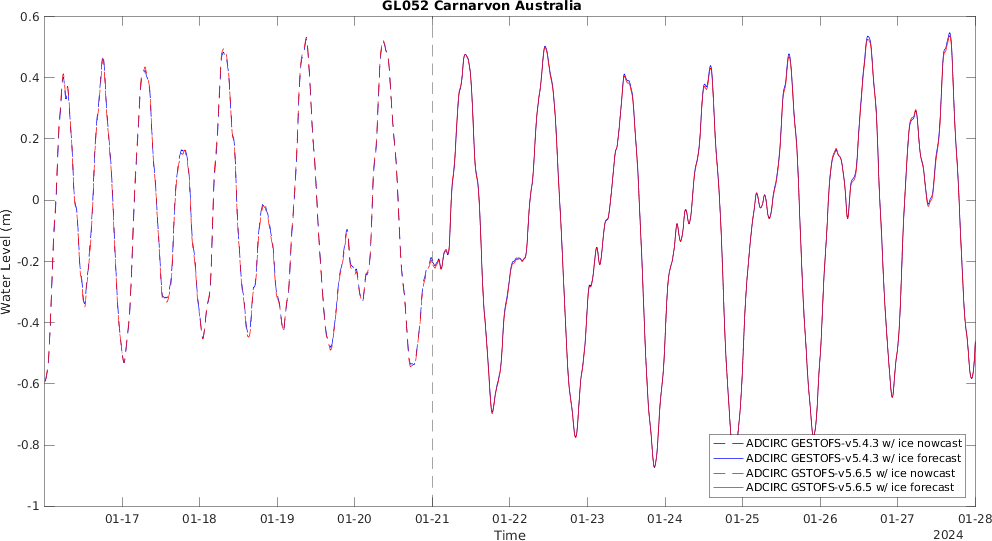 GL052 Carnarvon Australia
Water Level (m)
0.6
0.4
0.2
0
-0.2
-0.4
-0.6
-0.8
-1
ADCIRC GESTOFS-v5.4.3 w/ ice nowcast
ADCIRC GESTOFS-v5.4.3 w/ ice forecast
ADCIRC GSTOFS-v5.6.5 w/ ice nowcast
ADCIRC GSTOFS-v5.6.5 w/ ice forecast
01-17 01-18 01-19 01-20 01-21 01-22 01-23 01-24 01-25 01-26 01-27 01-28
Time
2024